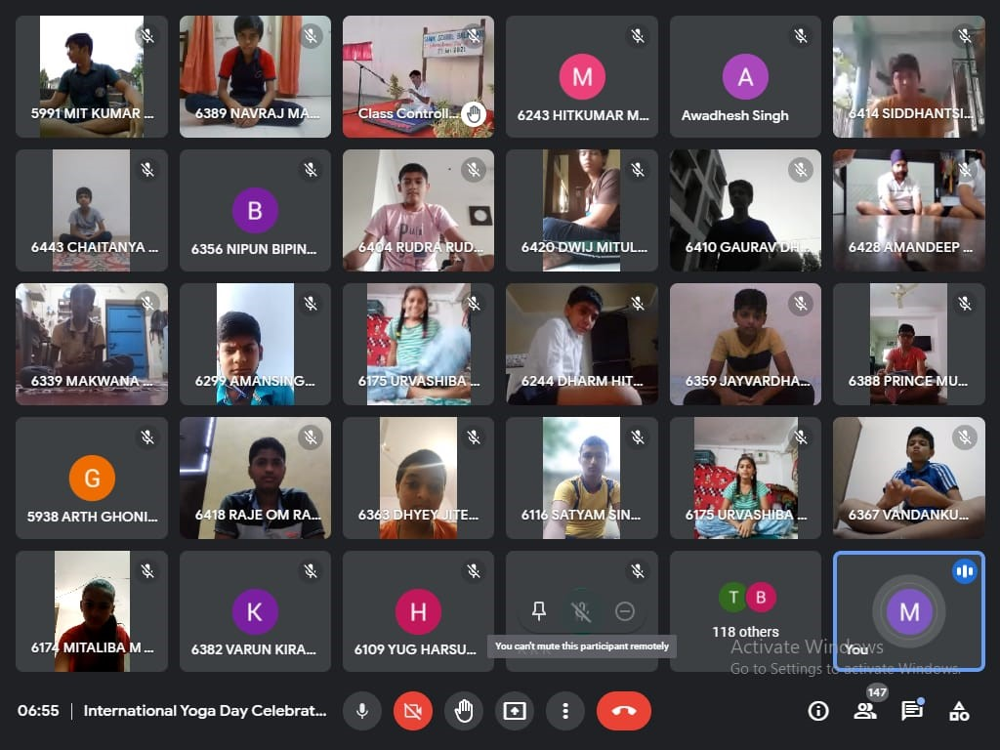 5991 MIT KUMAR ...
6389 NAVRAJ MA...
Class Controll...
M
6243 HITKUMAR M...
A
Awadhesh Singh
6414 SIDDHANTSI...
6443 CHAITANYA ...
B
6356 NIPUN BIPIN...
6404 RUDRA RUD...
6420 DWIJ MITUL...
6410 GAURAV DH...
6428 AMANDEEP ...
6339 MAKWANA ...
6299 AMANSING...
6175 URVASHIBA ...
6244 DHARM HIT...
6359 JAYVARDHA...
6388 PRINCE MU...
G
5938 ARTH GHONI...
6418 RAJE OM RA...
6363 DHYEY JITE...
6116 SATYAM SIN...
6175 URVASHIBA ...
6367 VANDANKU...
6174 MITALIBA M ...
K
6382 VARUN KIRA...
H
6109 YUG HARSU...
You can't mute this participant remotely
T B
118 others
M
You
Activate Windows
Go to Settings to activate Windows.
06:55 | International Yoga Day Celebrat...
147